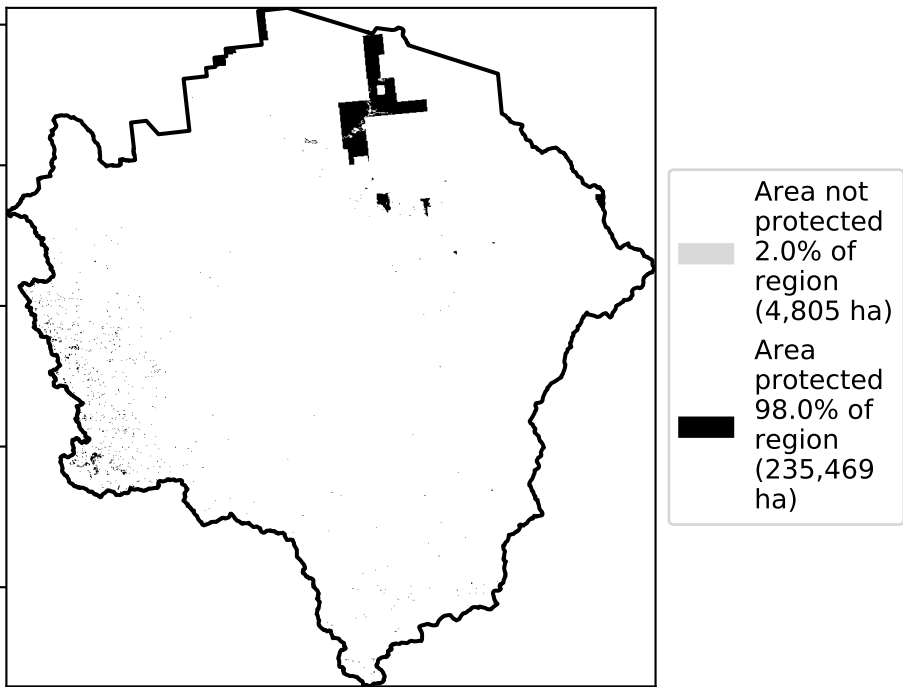 Area not
protected
2.0% of
region
(4,805 ha)
Area
protected
98.0% of
region
(235,469
ha)